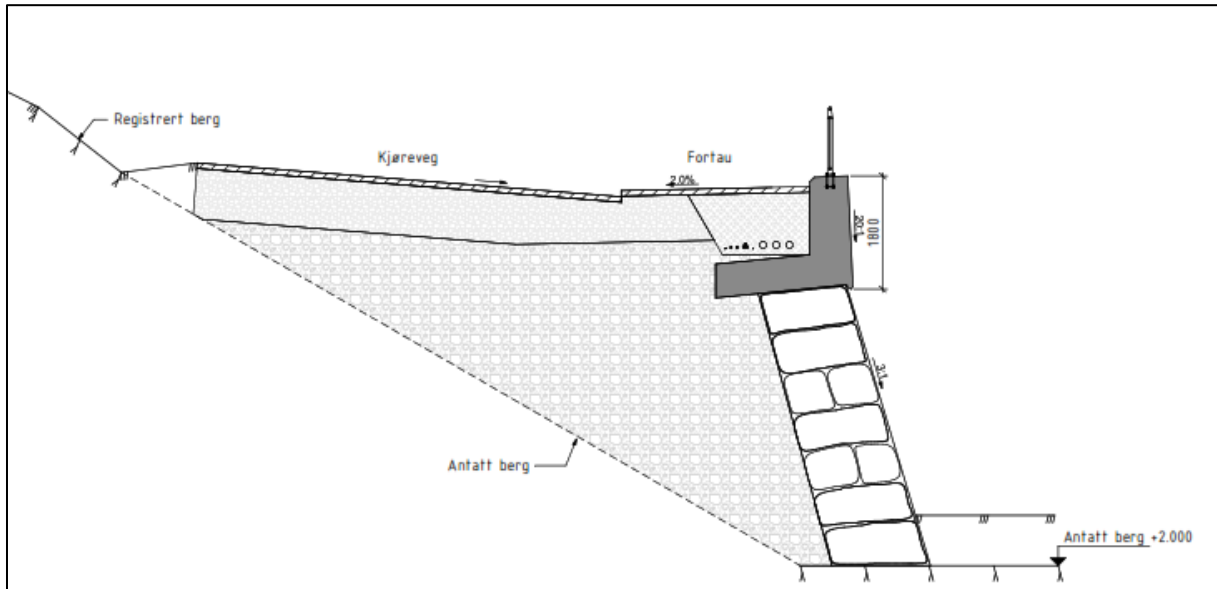 Registrert berg
Kjøreveg
Fortau
2.0%
20:1
1800
3:1
Antatt berg
Antatt berg +2.000